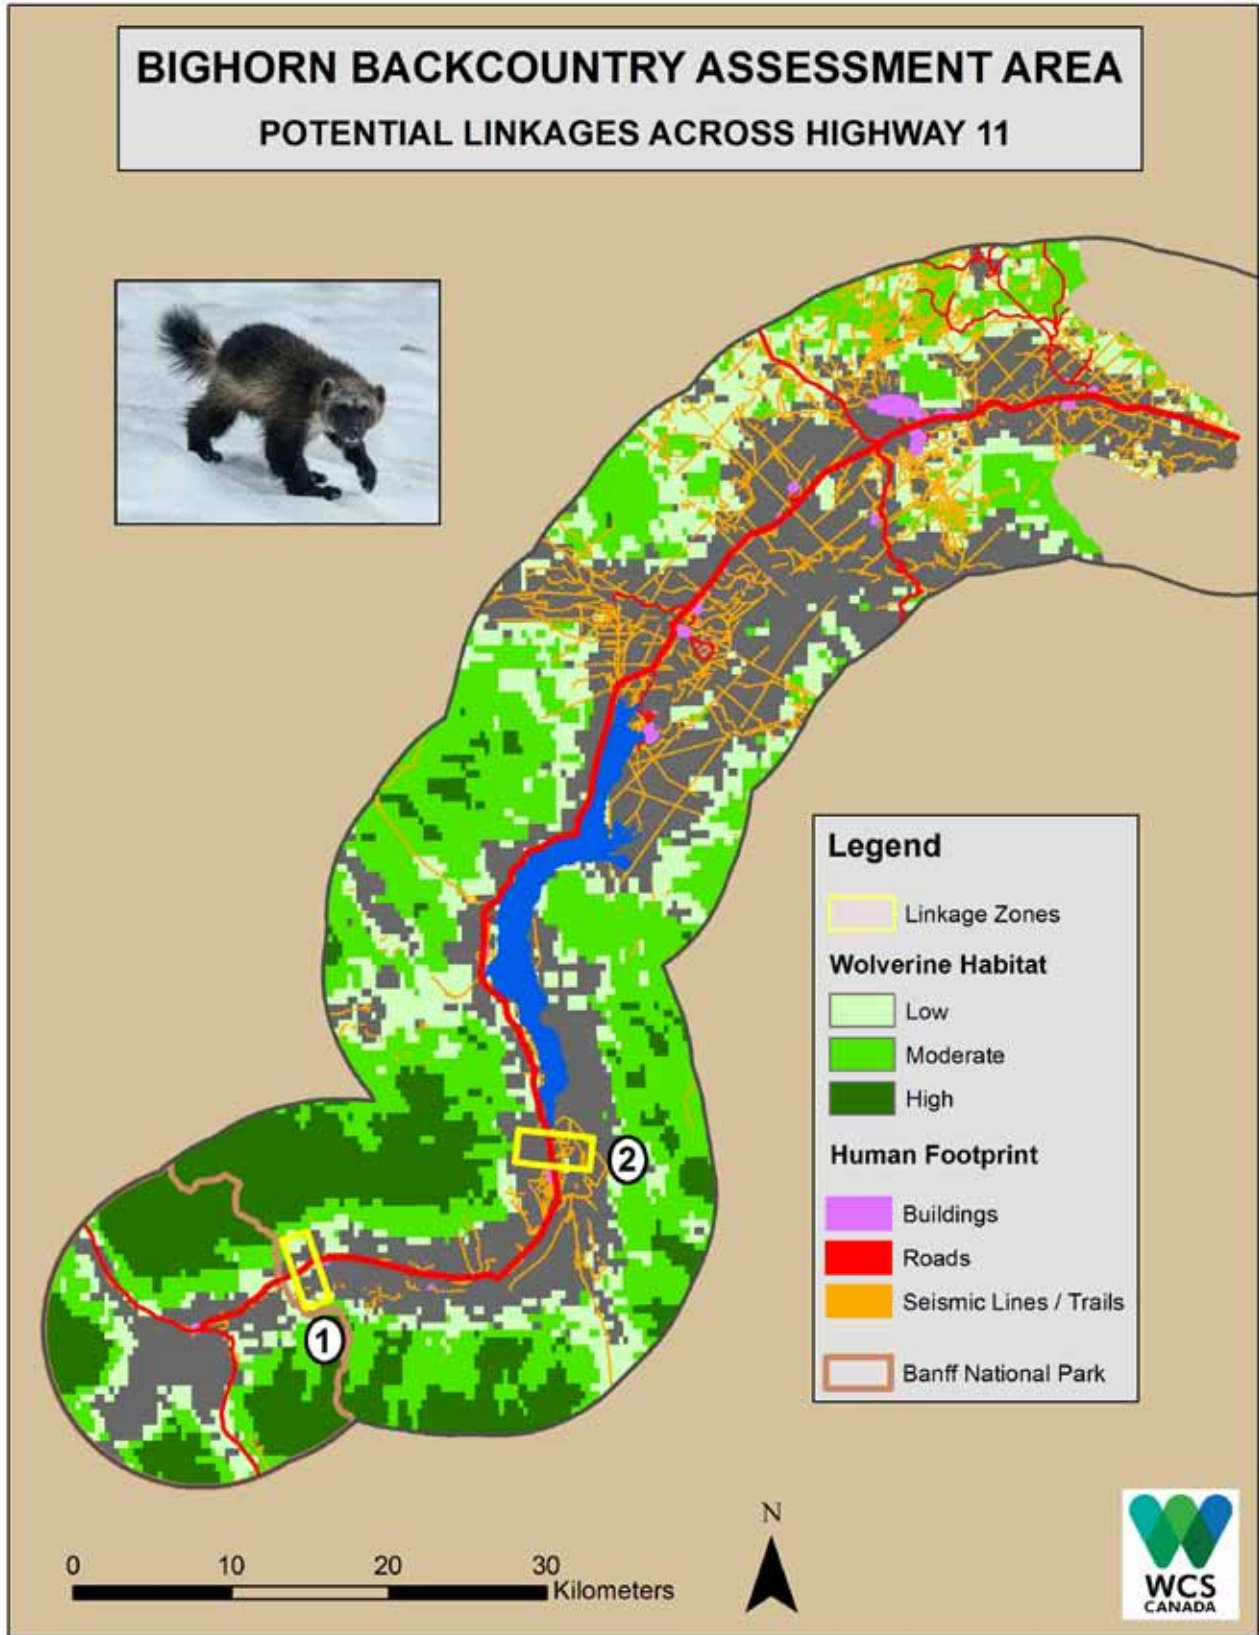 BIGHORN BACKCOUNTRY ASSESSMENT AREA
POTENTIAL LINKAGES ACROSS HIGHWAY 11
Legend
Linkage Zones
Wolverine Habitat
Low
Moderate
High
Human Footprint
Buildings
Roads
Seismic Lines / Trails
Banff National Park
2
1
0 10 20 30
Kilometers
N
WCS
CANADA